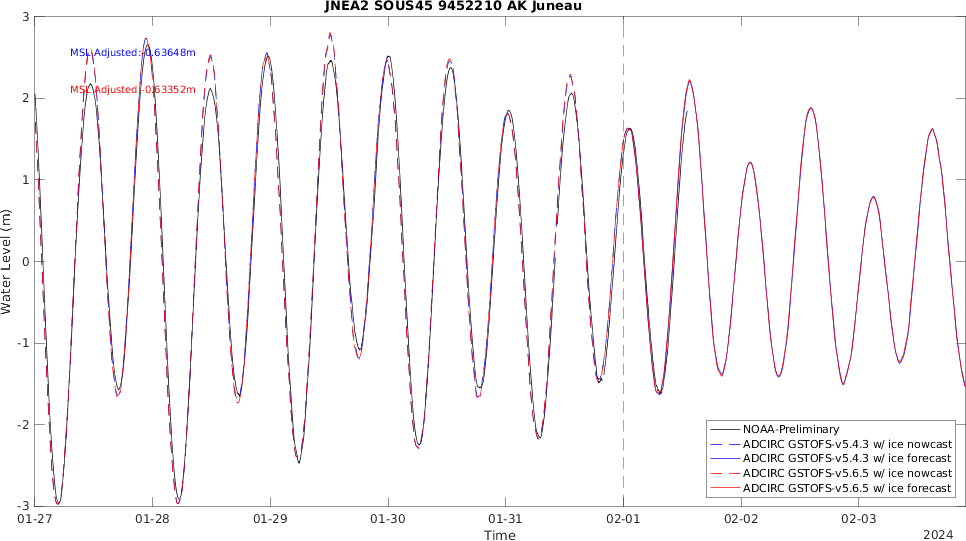 JNEA2 SOUS45 9452210 AK Juneau
3
2
1
0
-1
-2
-3
Water Level (m)
MSL Adjusted:-0.63648m
MSL Adjusted:-0.63352m
NOAA-Preliminary
ADCIRC GSTOFS-v5.4.3 w/ ice nowcast
ADCIRC GSTOFS-v5.4.3 w/ ice forecast
ADCIRC GSTOFS-v5.6.5 w/ ice nowcast
ADCIRC GSTOFS-v5.6.5 w/ ice forecast
01-27 01-28 01-29 01-30 01-31 02-01 02-02 02-03
Time
2024